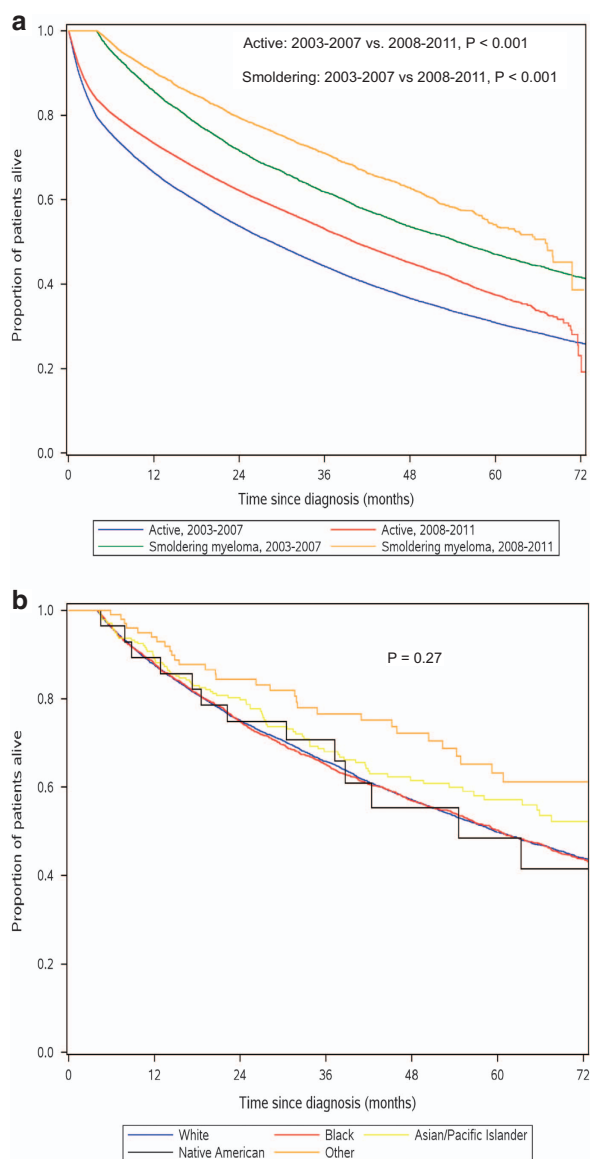 a
Active: 2003-2007 vs. 2008-2011, P < 0.001
Smoldering: 2003-2007 vs 2008-2011, P < 0.001
Proportion of patients alive
1.0
0.8
0.6
0.4
0.2
0.0
0 12 24 36 48 60 72
Time since diagnosis (months)
Active, 2003-2007 Active, 2008-2011
Smoldering myeloma, 2003-2007 Smoldering myeloma, 2008-2011
b
P = 0.27
Proportion of patients alive
1.0
0.8
0.6
0.4
0.2
0.0
0 12 24 36 48 60 72
Time since diagnosis (months)
White Black Asian/Pacific Islander
Native American Other